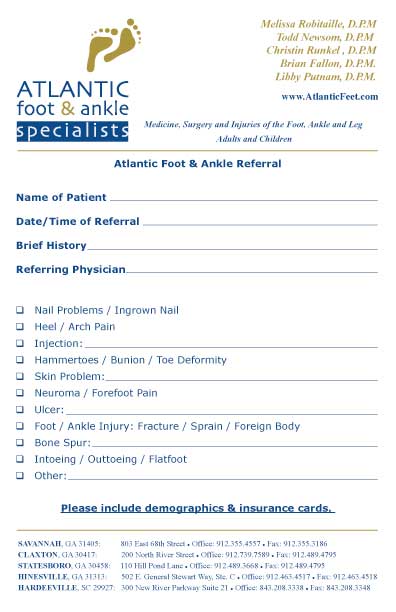 Melissa Robitaille, D.P.M
Todd Newsom, D.P.M
Christin Runkel , D.P.M
Brian Fallon, D.P.M.
Libby Putnam, D.P.M.
www.AtlanticFeet.com
ATLANTIC
foot & ankle
specialists
Medicine, Surgery and Injuries of the Foot, Ankle and Leg
Adults and Children
Atlantic Foot & Ankle Referral
Name of Patient
Date/Time of Referral
Brief History
Referring Physician
Nail Problems / Ingrown Nail
Heel / Arch Pain
Injection:
Hammertoes / Bunion / Toe Deformity
Skin Problem:
Neuroma / Forefoot Pain
Ulcer:
Foot / Ankle Injury: Fracture / Sprain / Foreign Body
Bone Spur:
Intoeing / Outtoeing / Flatfoot
Other:
Please include demographics & insurance cards.
SAVANNAH, GA 31405: 803 East 68th Street • Office: 912.355.4557 • Fax: 912.355.3186
CLAXTON, GA 30417: 200 North River Street • Office: 912.739.7589 • Fax: 912.489.4795
STATESBORO, GA 30458: 110 Hill Pond Lane • Office: 912.489.3668 • Fax: 912.489.4795
HINESVILLE, GA 31313: 502 E. General Stewart Way, Ste. C • Office: 912.463.4517 • Fax: 912.463.4518
HARDEEVILLE, SC 29927: 300 New River Parkway Suite 21 • Office: 843.208.3338 • Fax: 843.208.3348